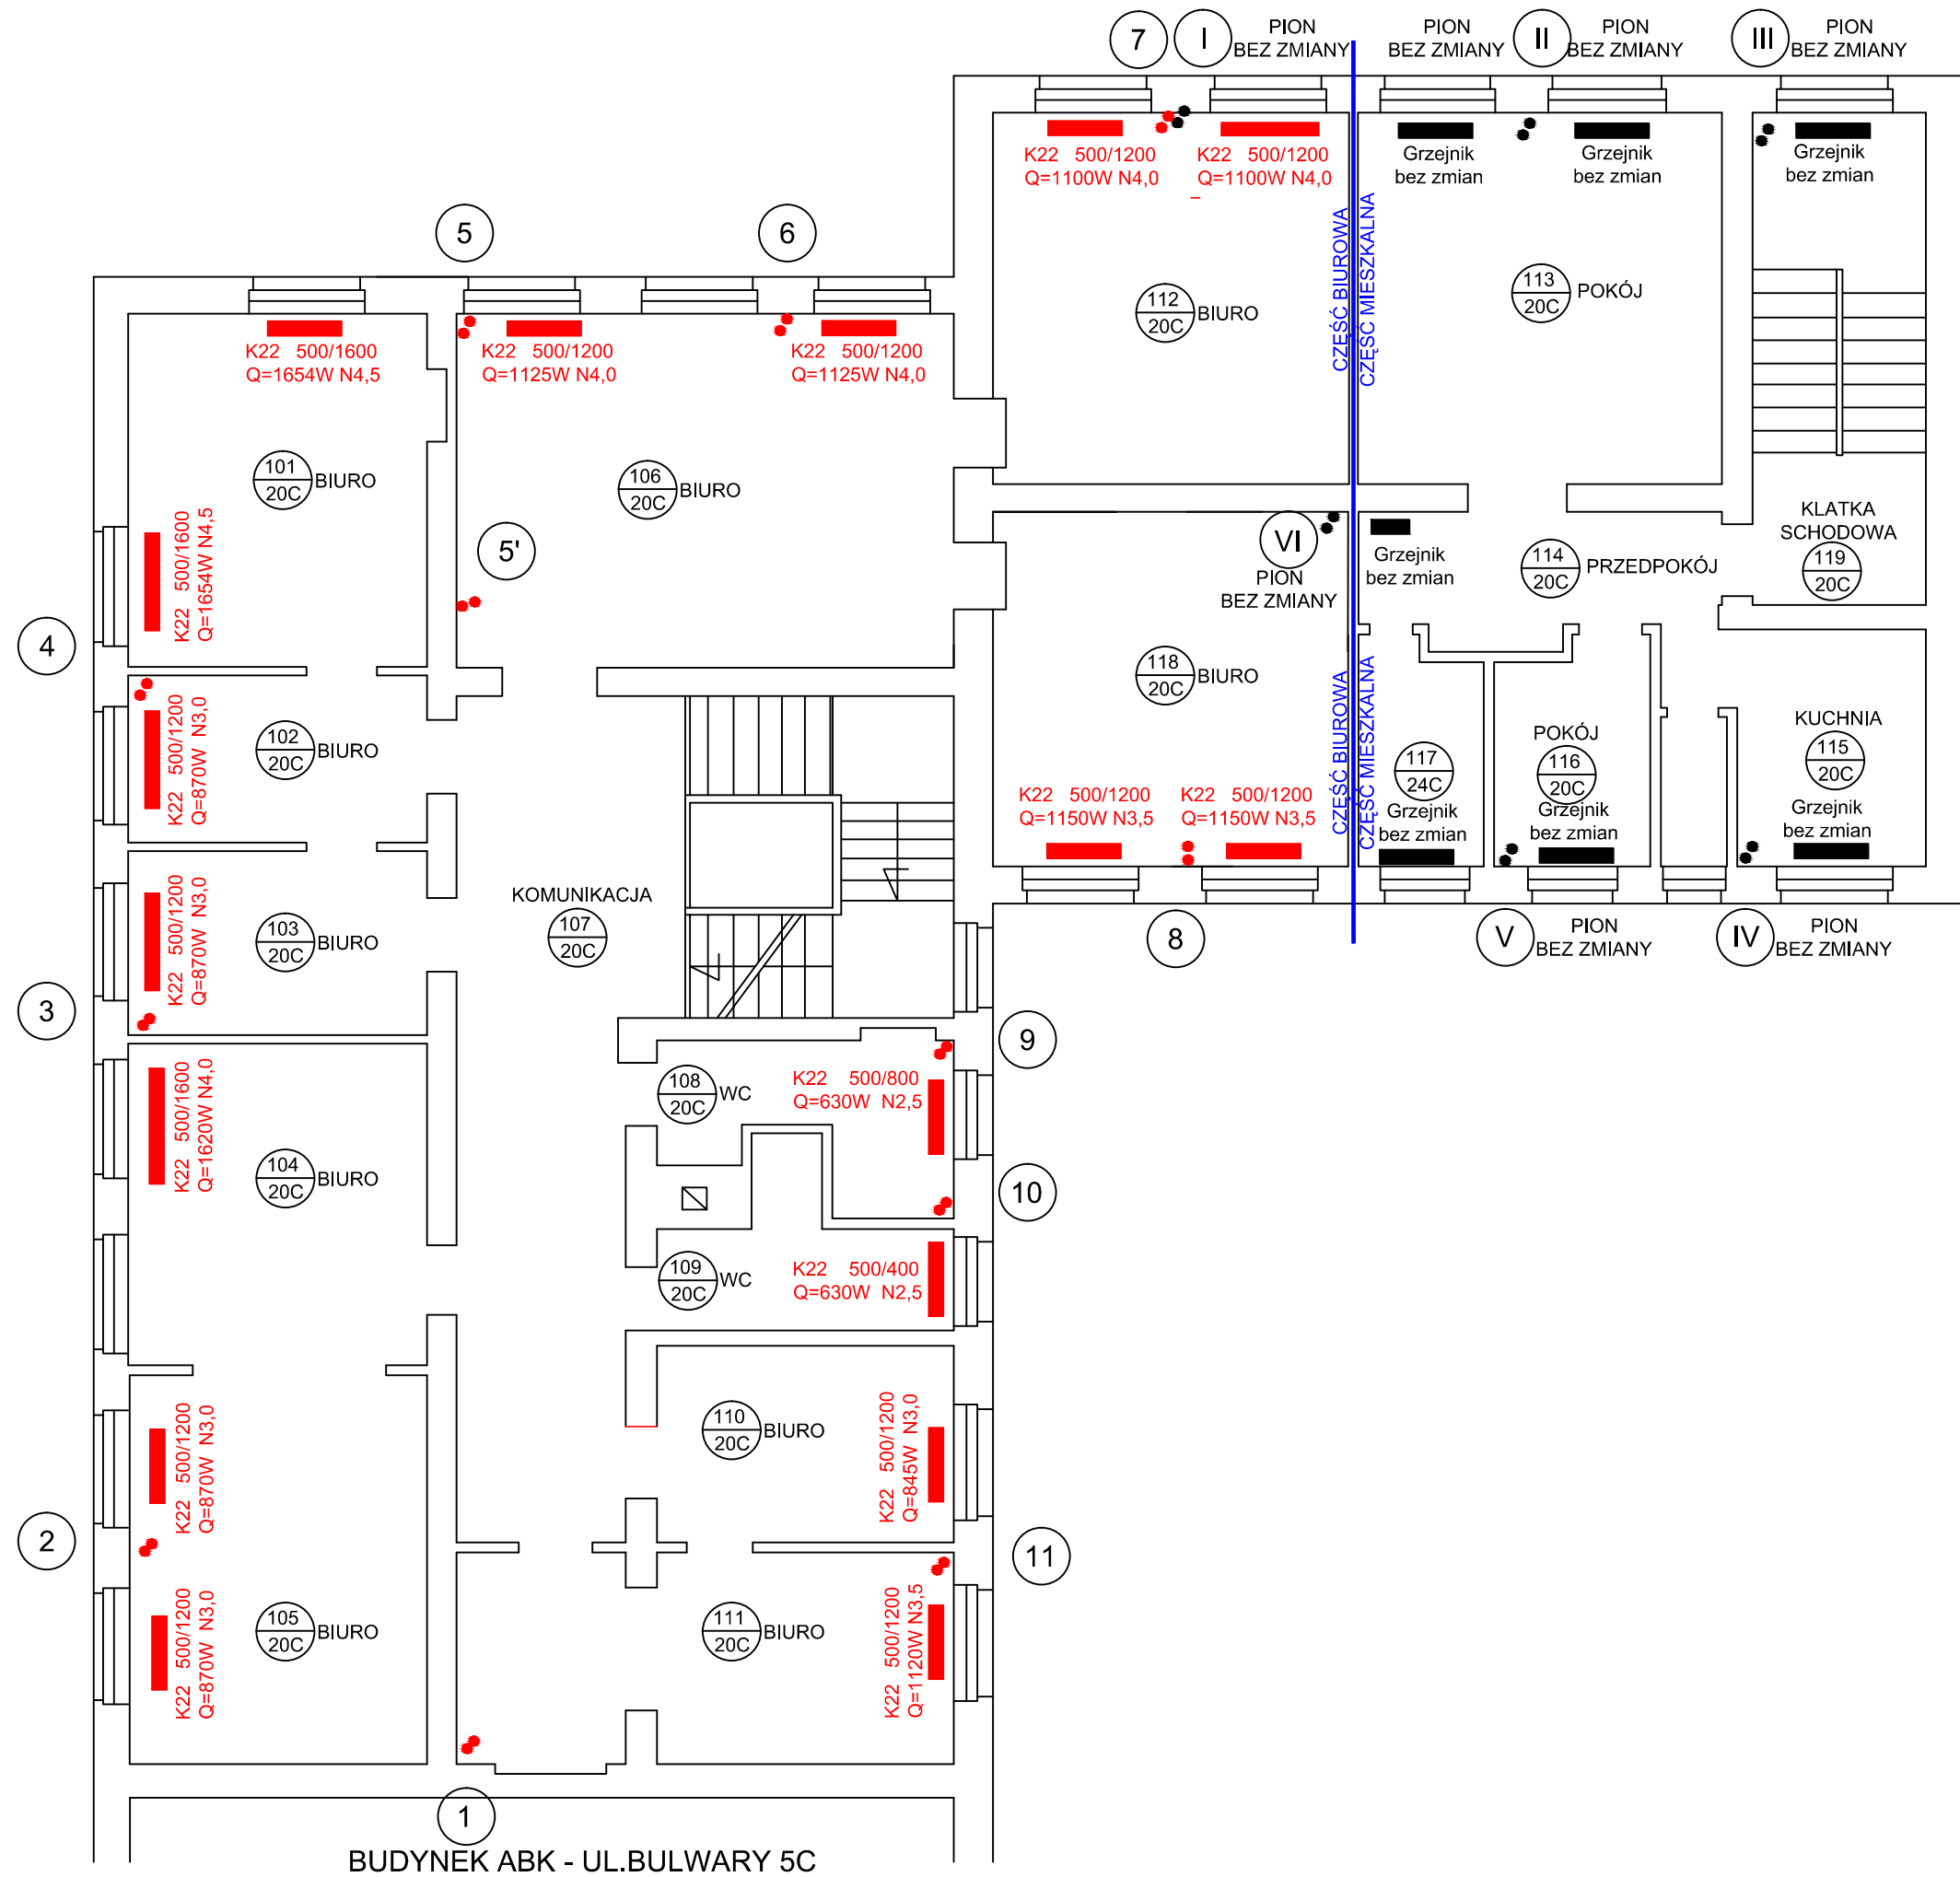 7
I
PION
BEZ ZMIANY
PION
BEZ ZMIANY
II
PION
BEZ ZMIANY
III
PION
BEZ ZMIANY
K22 500/1200
Q=1100W N4,0
K22 500/1200
Q=1100W N4,0
Grzejnik
bez zmian
Grzejnik
bez zmian
Grzejnik
bez zmian
5
6
CZĘŚĆ BIUROWA
CZĘŚĆ MIESZKALNA
112
20C
BIURO
113
20C
POKÓJ
K22 500/1600
Q=1654W N4,5
K22 500/1200
Q=1125W N4,0
K22 500/1200
Q=1125W N4,0
101
20C
BIURO
106
20C
BIURO
K22 500/1600
Q=1654W N4,5
5'
VI
PION
BEZ ZMIANY
Grzejnik
bez zmian
114
20C
PRZEDPOKÓJ
KLATKA
SCHODOWA
119
20C
4
118
20C
BIURO
CZĘŚĆ BIUROWA
CZĘŚĆ MIESZKALNA
K22 500/1200
Q=870W N3,0
102
20C
BIURO
117
24C
Grzejnik
bez zmian
POKÓJ
116
20C
Grzejnik
bez zmian
KUCHNIA
115
20C
Grzejnik
bez zmian
K22 500/1200
Q=1150W N3,5
K22 500/1200
Q=1150W N3,5
K22 500/1200
Q=870W N3,0
103
20C
BIURO
KOMUNIKACJA
107
20C
8
V
PION
BEZ ZMIANY
IV
PION
BEZ ZMIANY
3
9
K22 500/1600
Q=1620W N4,0
108
20C
WC
K22 500/800
Q=630W N2,5
104
20C
BIURO
10
109
20C
WC
K22 500/400
Q=630W N2,5
K22 500/1200
Q=870W N3,0
110
20C
BIURO
K22 500/1200
Q=845W N3,0
2
11
K22 500/1200
Q=870W N3,0
105
20C
BIURO
111
20C
BIURO
K22 500/1200
Q=1120W N3,5
1
BUDYNEK ABK - UL.BULWARY 5C